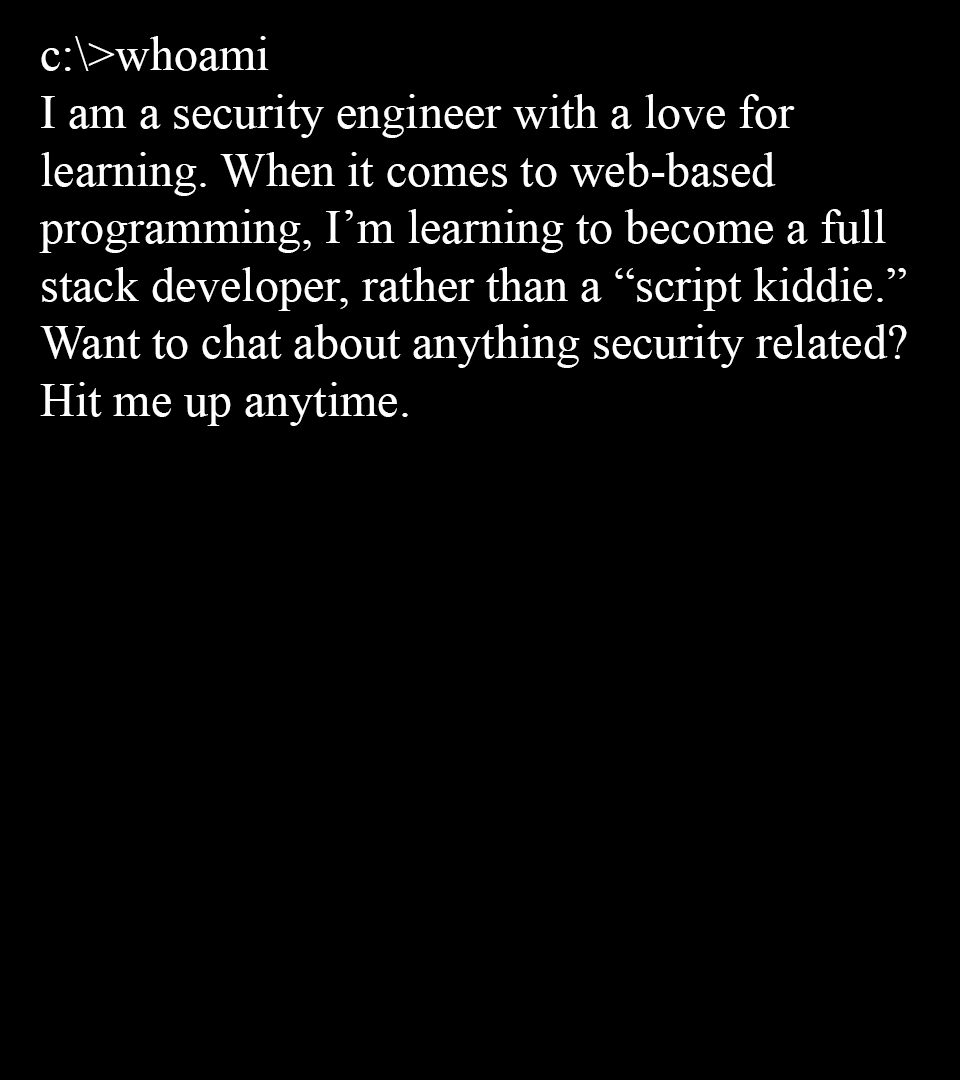 c:\>whoami
I am a security engineer with a love for
learning. When it comes to web-based
programming, I’m learning to become a full
stack developer, rather than a “script kiddie.”
Want to chat about anything security related?
Hit me up anytime.